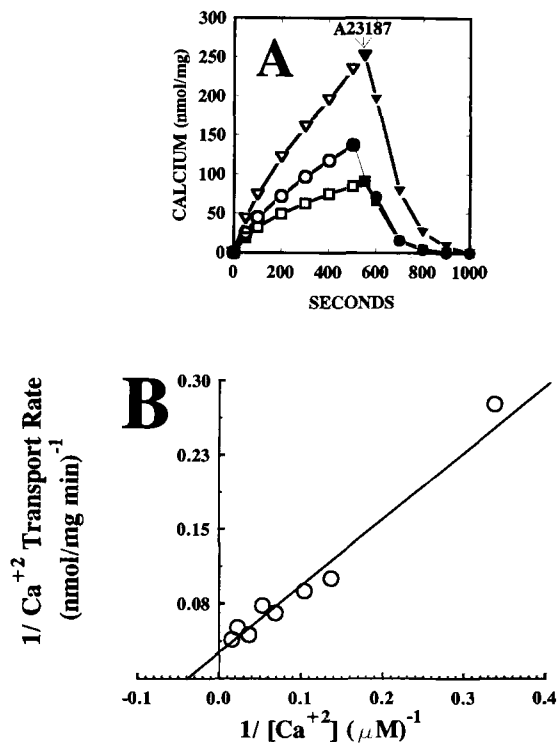 A23187
A
CALCIUM (nmol/mg)
300
250
200
150
100
50
0
0 200 400 600 800 1000
SECONDS
B
1/ Ca+2 Transport Rate
(nmol/mg min)-1
0.30
0.23
0.15
0.08
-0.1 0.0 0.1 0.2 0.3 0.4
1/ [Ca+2] (μM)-1